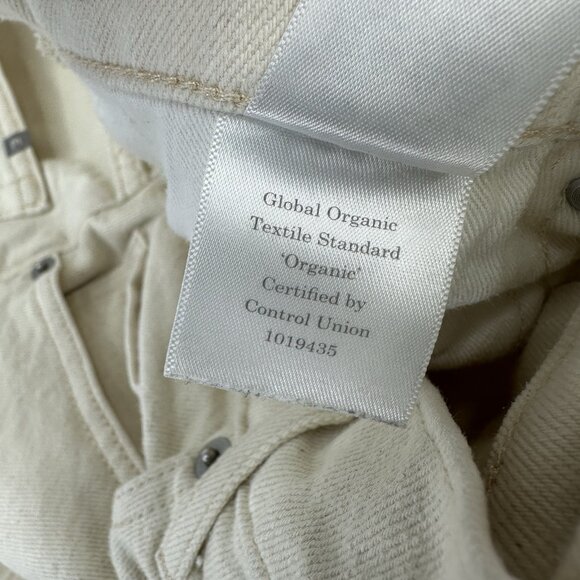 Global Organic
Textile Standard
'Organic'
Certified by
Control Union
1019435